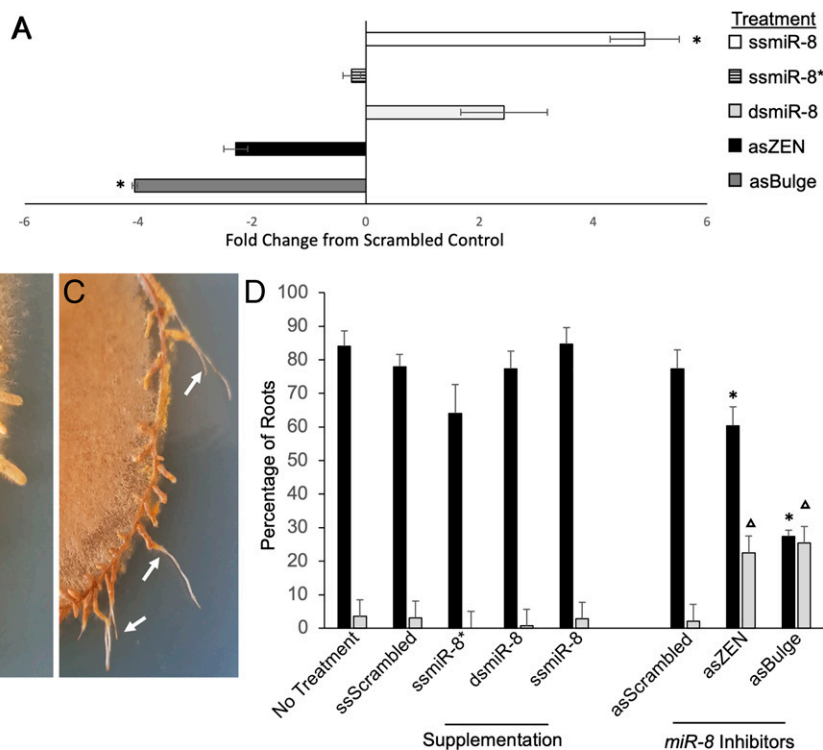 A
Treatment
ssmiR-8
ssmiR-8*
dsmiR-8
asZEN
asBulge
*
*
-6 -4 -2 0 2 4 6
Fold Change from Scrambled Control
C
D
100
90
80
70
60
50
40
30
20
10
0
Percentage of Roots
* Δ * Δ
No Treatment
ssScrambled
ssmiR-8*
dsmiR-8
ssmiR-8
asScrambled
asZEN
asBulge
Supplementation
miR-8 Inhibitors